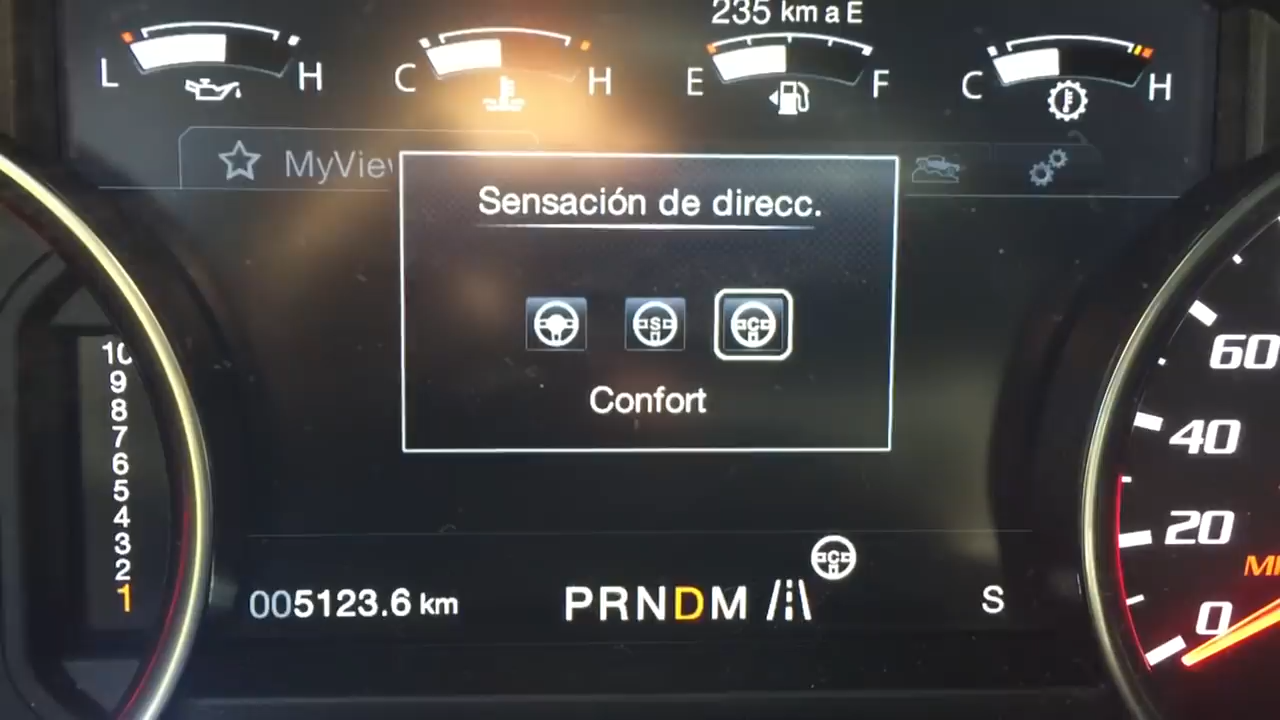 235 km a E
L H C H E F C H
MyView
Sensación de direcc.
S C
Confort
10
9
8
7
6
5
4
3
2
1
60
40
20
0
C
005123.6 km
PRNDM
S